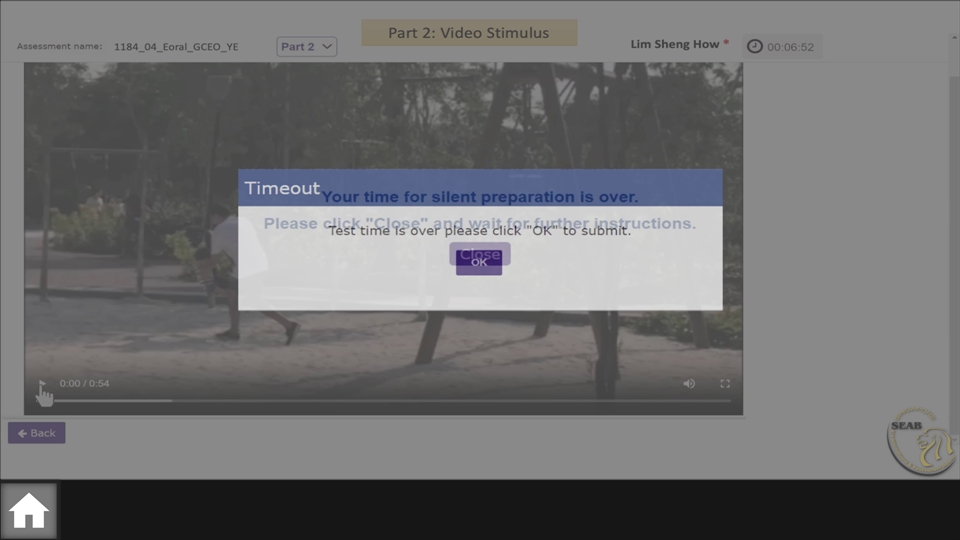 Part 2: Video Stimulus
Assessment name: 1184_04_Eoral_GCEO_YE
Part 2
Lim Sheng How *
00:06:52
Timeout
Your time for silent preparation is over.
Please click "Close" and wait for further instructions.
Test time is over please click "OK" to submit.
Close
OK
0:00 / 0:54
Back
SEAB